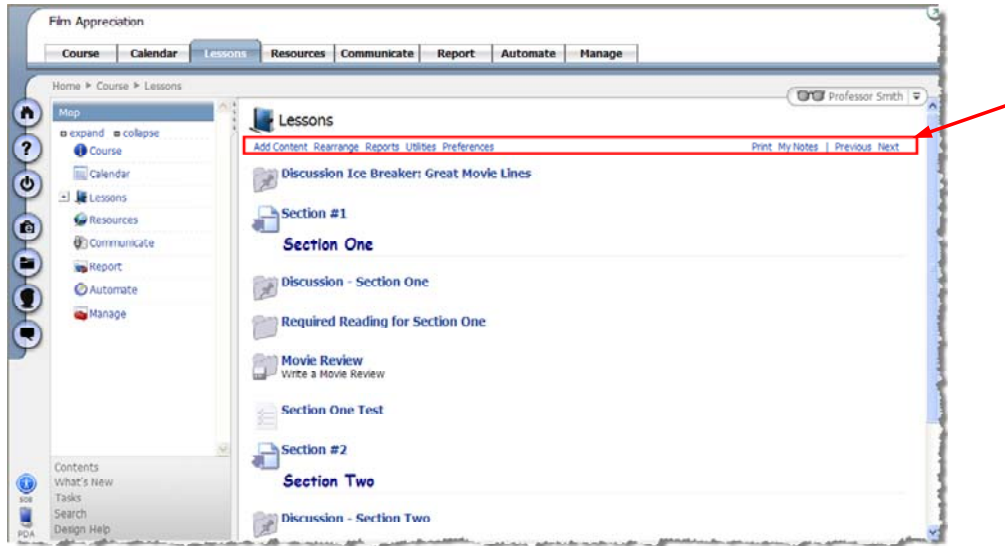 Film Appreciation
Course Calendar Lessons Resources Communicate Report Automate Manage
Home Course Lessons
Professor Smith
Map
expand collapse
Course
Calendar
Lessons
Resources
Communicate
Report
Automate
Manage
Contents
What's New
Tasks
Search
Design Help
SOB
PDA
Lessons
Add Content Rearrange Reports Utilities Preferences Print My Notes | Previous Next
Discussion Ice Breaker: Great Movie Lines
Section #1
Section One
Discussion - Section One
Required Reading for Section One
Movie Review
Write a Movie Review
Section One Test
Section #2
Section Two
Discussion - Section Two